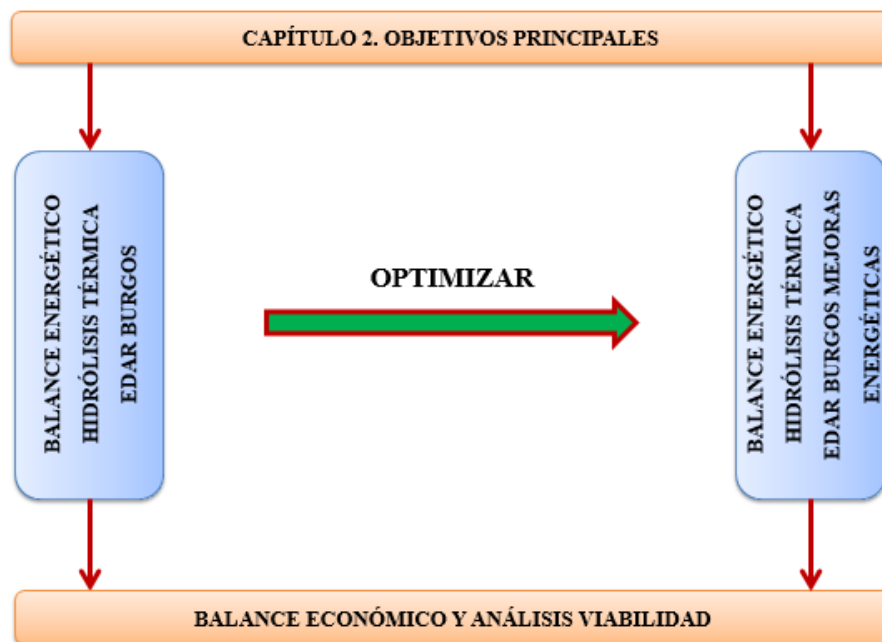 CAPÍTULO 2. OBJETIVOS PRINCIPALES
BALANCE ENERGÉTICO
HIDRÓLISIS TÉRMICA
EDAR BURGOS
OPTIMIZAR
BALANCE ENERGÉTICO
HIDRÓLISIS TÉRMICA
EDAR BURGOS MEJORAS
ENERGÉTICAS
BALANCE ECONÓMICO Y ANÁLISIS VIABILIDAD